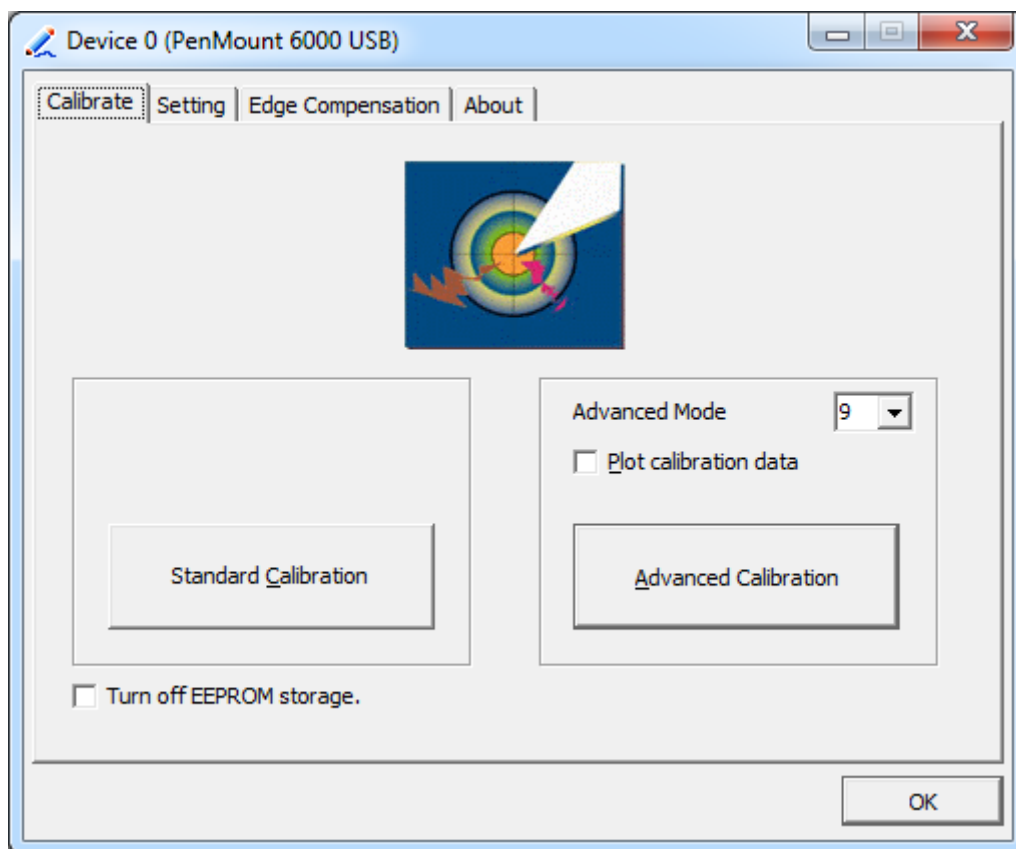 Device 0 (PenMount 6000 USB)
Calibrate Setting Edge Compensation About
Advanced Mode 9
Plot calibration data
Standard Calibration
Advanced Calibration
Turn off EEPROM storage.
OK